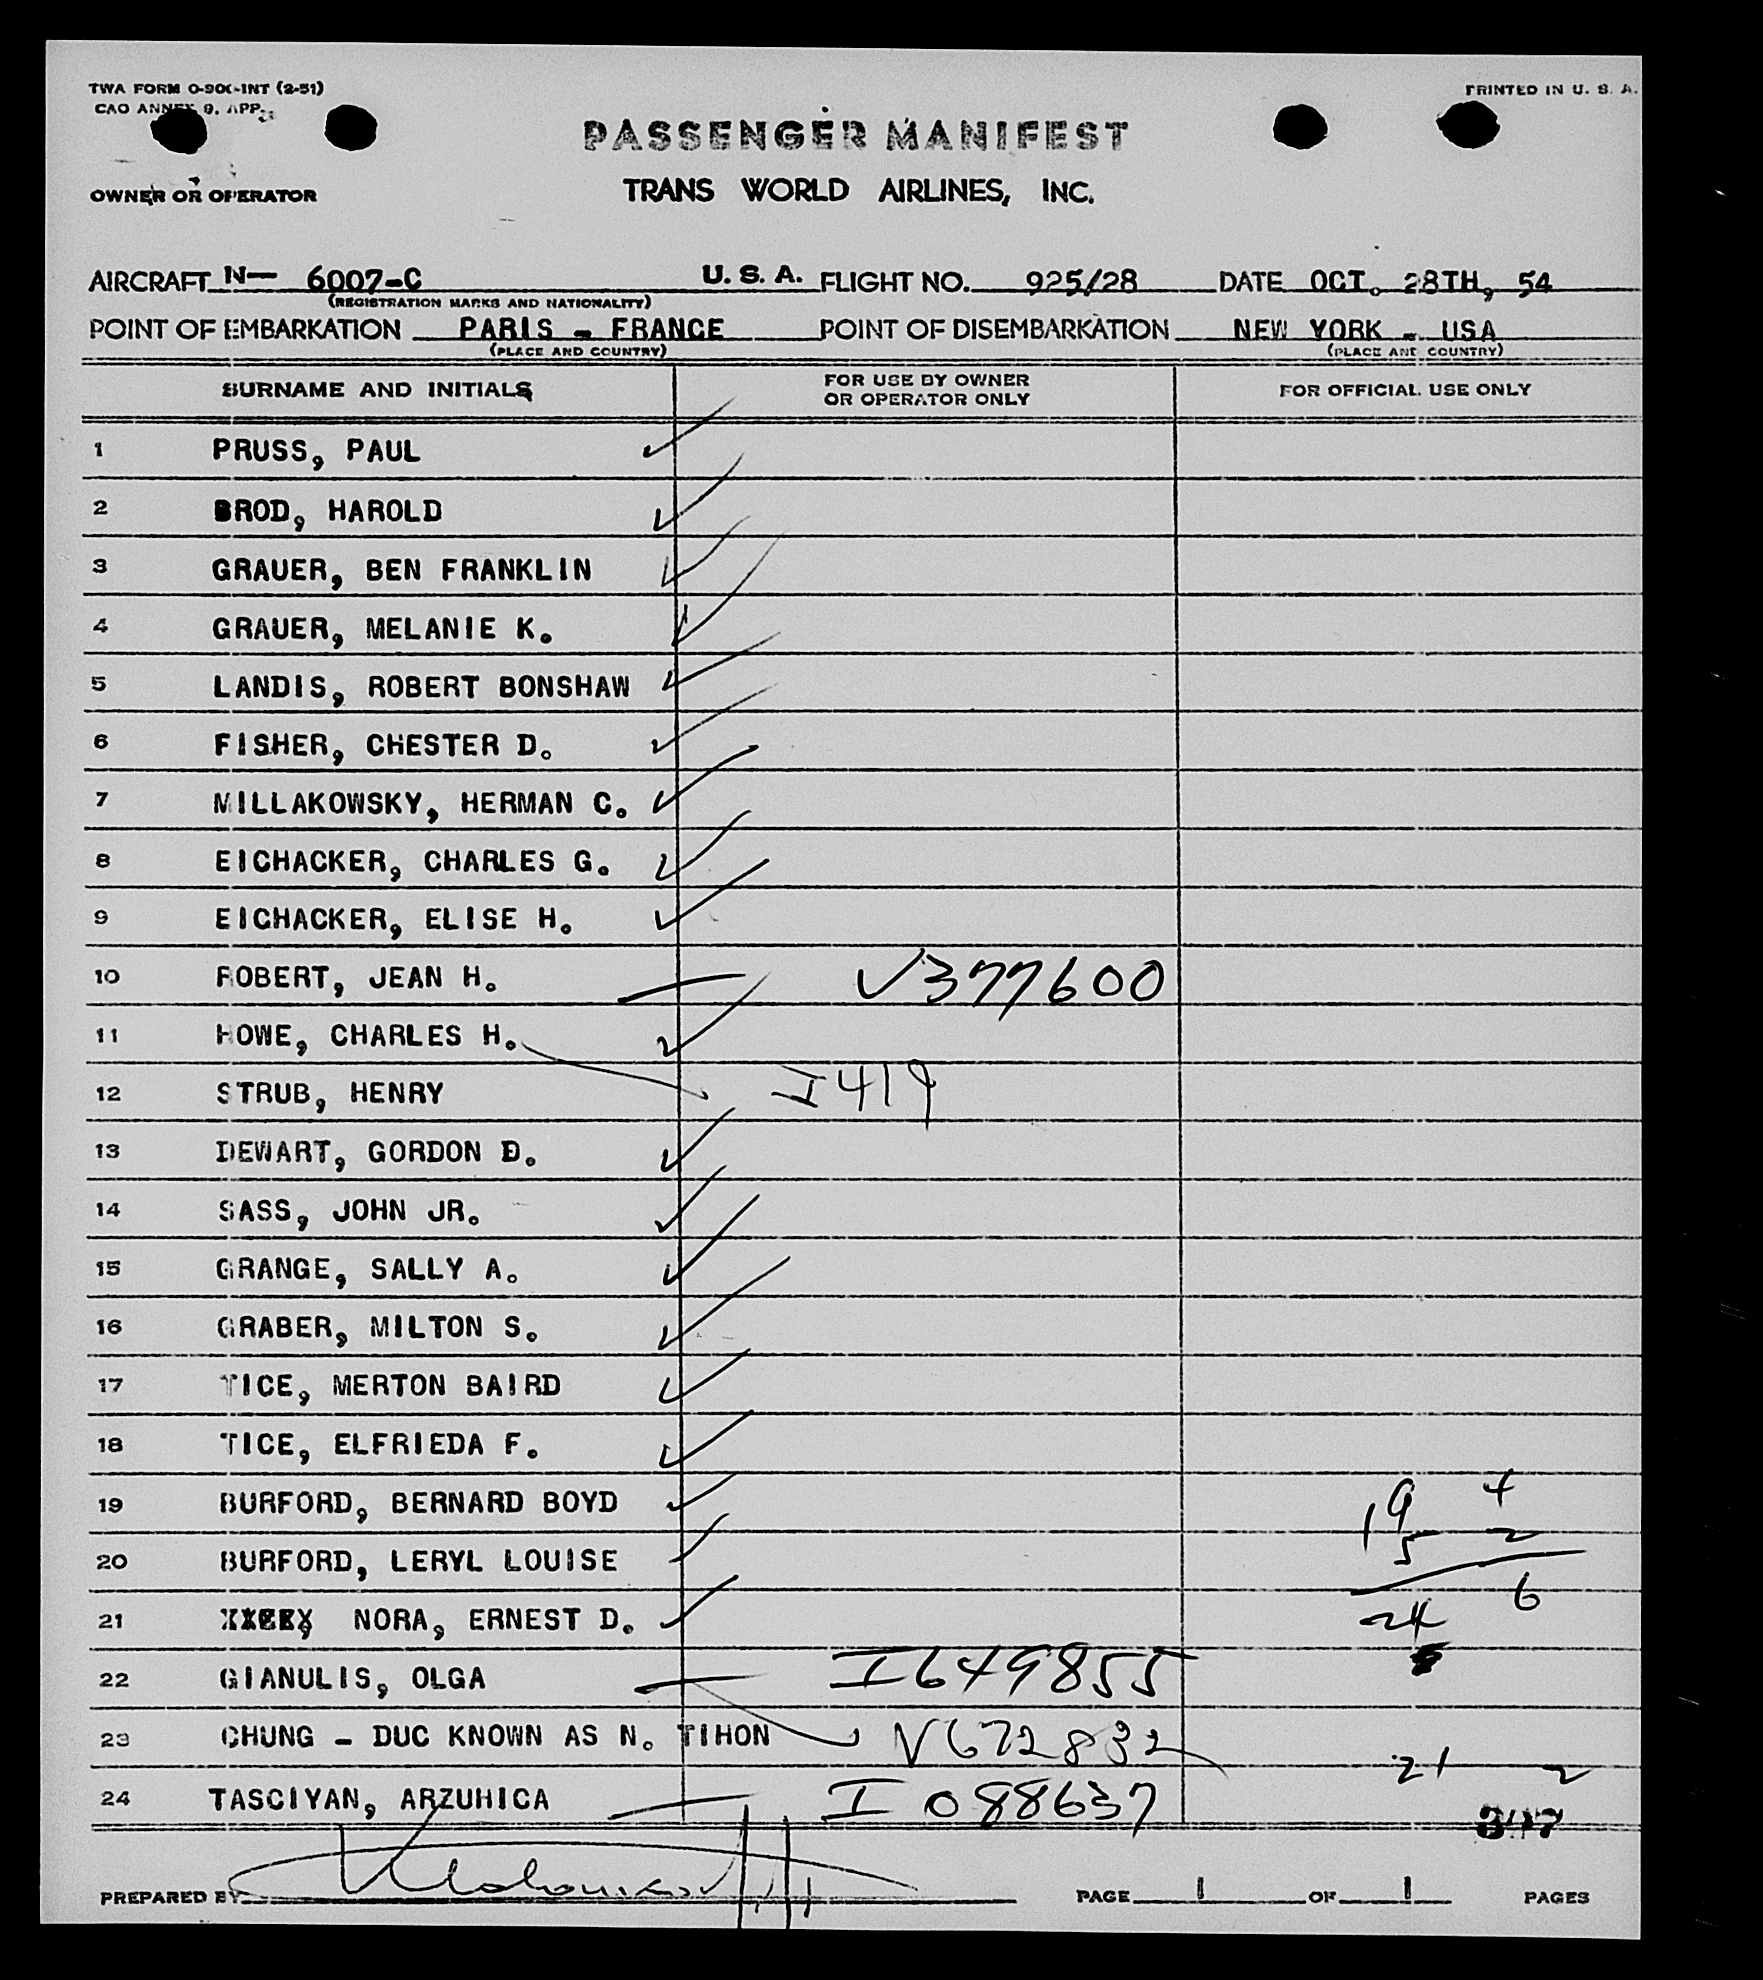 TWA FORM O-900-INT (2-51)
PRINTED IN U. S. A.
CAO ANNEX 9, APP.
PASSENGER MANIFEST
OWNER OR OPERATOR
TRANS WORLD AIRLINES, INC.
AIRCRAFT N— 6007-C U. S. A. FLIGHT NO. 925/28 DATE OCT. 28TH, 54
(REGISTRATION MARKS AND NATIONALITY)
POINT OF EMBARKATION PARIS - FRANCE POINT OF DISEMBARKATION NEW YORK - USA
(PLACE AND COUNTRY) (PLACE AND COUNTRY)
SURNAME AND INITIALS FOR USE BY OWNER OR OPERATOR ONLY FOR OFFICIAL USE ONLY
1 PRUSS, PAUL
2 BROD, HAROLD
3 GRAUER, BEN FRANKLIN
4 GRAUER, MELANIE K.
5 LANDIS, ROBERT BONSHAW
6 FISHER, CHESTER D.
7 MILLAKOWSKY, HERMAN C.
8 EICHACKER, CHARLES G.
9 EICHACKER, ELISE H.
10 ROBERT, JEAN H. V377600
11 HOWE, CHARLES H.
12 STRUB, HENRY I419
13 DEWART, GORDON D.
14 SASS, JOHN JR.
15 GRANGE, SALLY A.
16 GRABER, MILTON S.
17 TICE, MERTON BAIRD
18 TICE, ELFRIEDA F.
19 BURFORD, BERNARD BOYD 19 4
20 BURFORD, LERYL LOUISE 5 2
21 NORA, ERNEST D. 24 6
22 GIANULIS, OLGA I649855
23 CHUNG - DUC KNOWN AS N. TIHON V672832 21 2
24 TASCIYAN, ARZUHICA I 088637
347
PREPARED BY PAGE 1 OF 1 PAGES